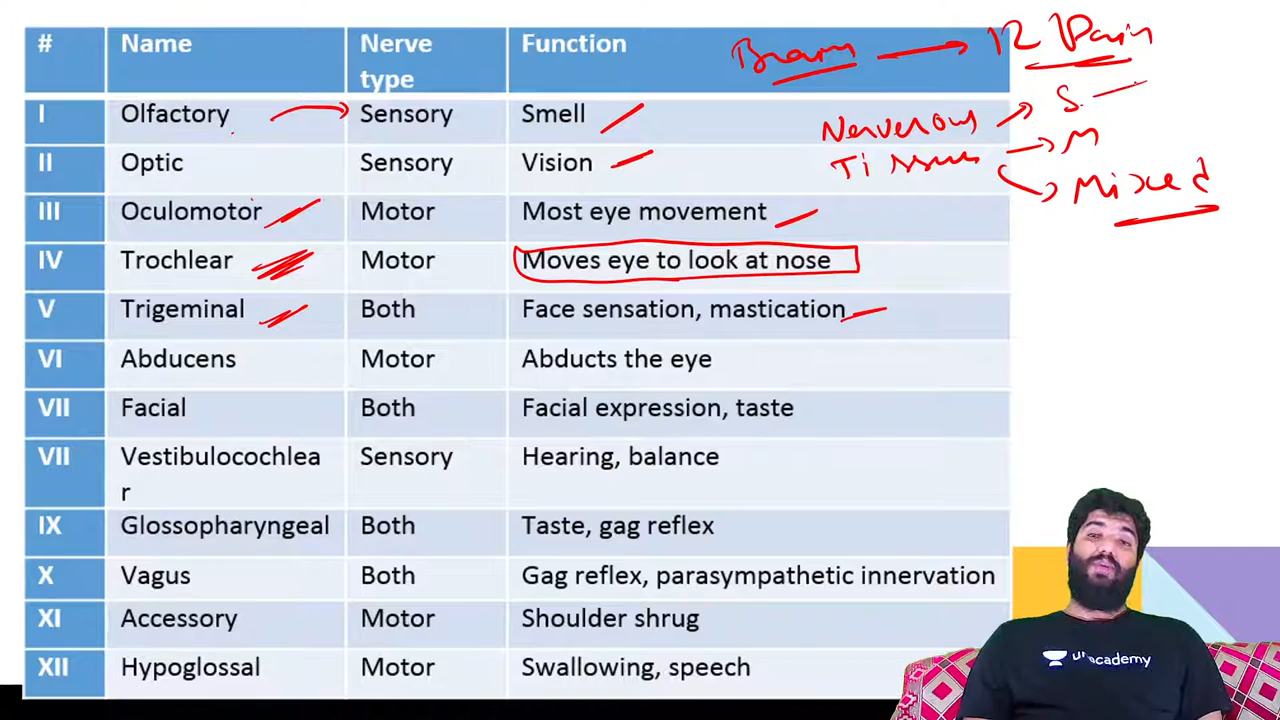 # Name Nerve type Function
I Olfactory Sensory Smell
II Optic Sensory Vision
III Oculomotor Motor Most eye movement
IV Trochlear Motor Moves eye to look at nose
V Trigeminal Both Face sensation, mastication
VI Abducens Motor Abducts the eye
VII Facial Both Facial expression, taste
VII Vestibulocochlear Sensory Hearing, balance
IX Glossopharyngeal Both Taste, gag reflex
X Vagus Both Gag reflex, parasympathetic innervation
XI Accessory Motor Shoulder shrug
XII Hypoglossal Motor Swallowing, speech
Brain 12 Pair
Nerverous S.
M
Mixed
unacademy